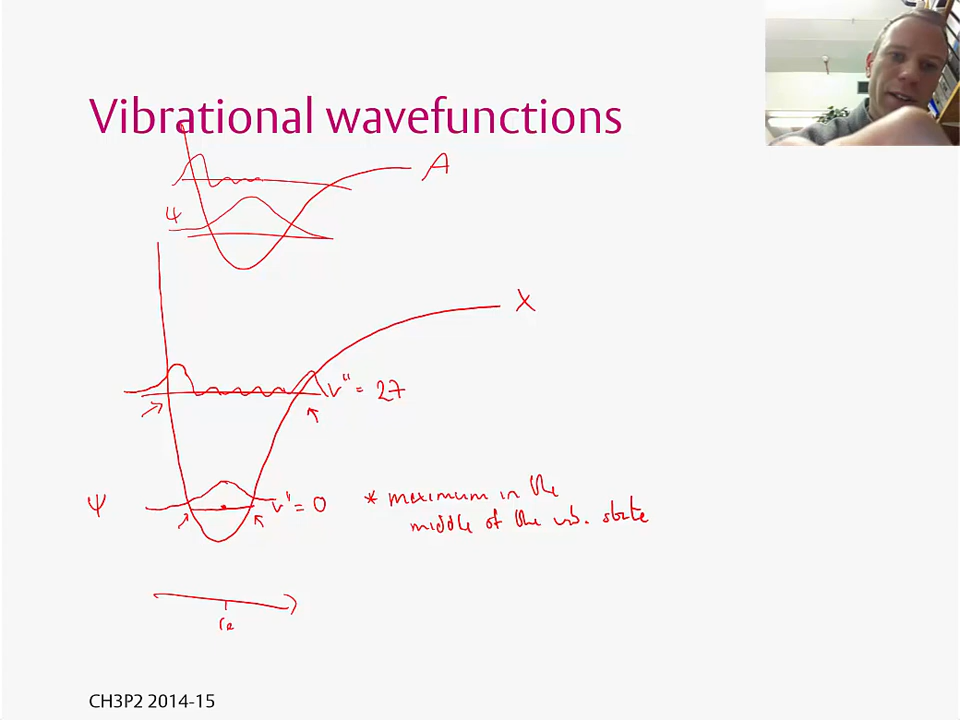 Vibrational wavefunctions
A
Ψ
X
v" = 27
Ψ
v" = 0
* maximum in the
middle of the vib. state
re
CH3P2 2014-15